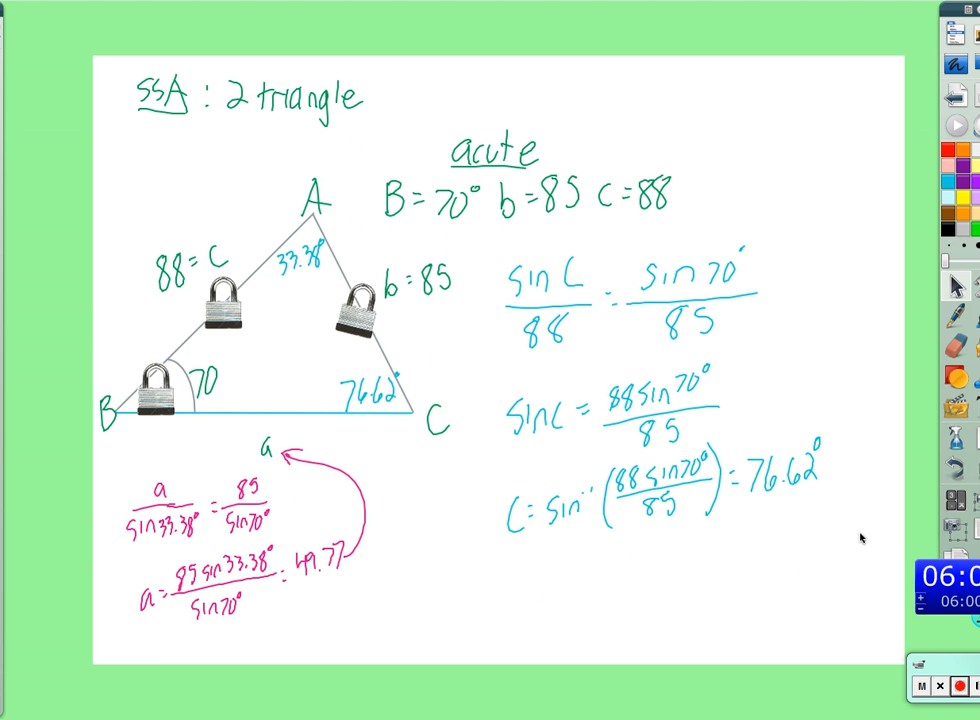 SSA : 2 triangle
acute
B = 70° b = 85 c = 88
A
88 = C
33.38°
b = 85
70
76.62°
B
C
a
sin C / 88 = sin 70° / 85
sin C = 88 sin 70° / 85
C = sin⁻¹ (88 sin 70° / 85) = 76.62°
a / sin 33.38° = 85 / sin 70°
a = 85 sin 33.38° / sin 70° = 49.77
06:0
06:00
M